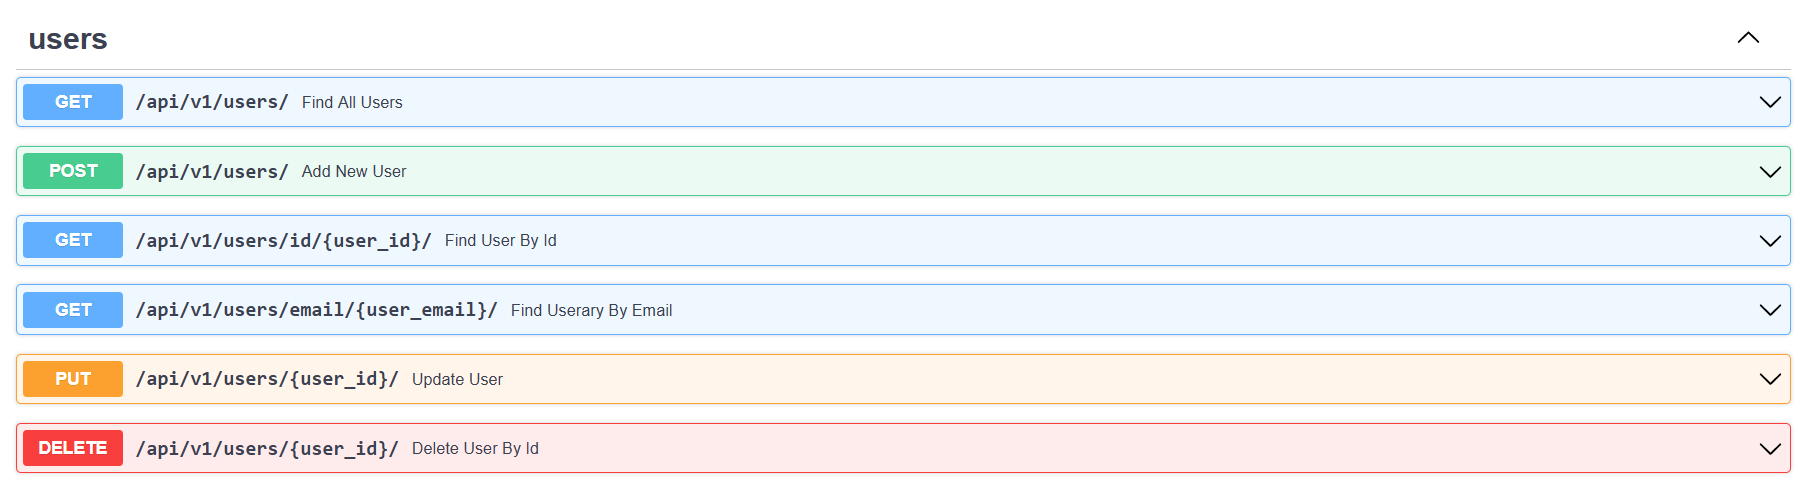 users
GET /api/v1/users/ Find All Users
POST /api/v1/users/ Add New User
GET /api/v1/users/id/{user_id}/ Find User By Id
GET /api/v1/users/email/{user_email}/ Find Userary By Email
PUT /api/v1/users/{user_id}/ Update User
DELETE /api/v1/users/{user_id}/ Delete User By Id